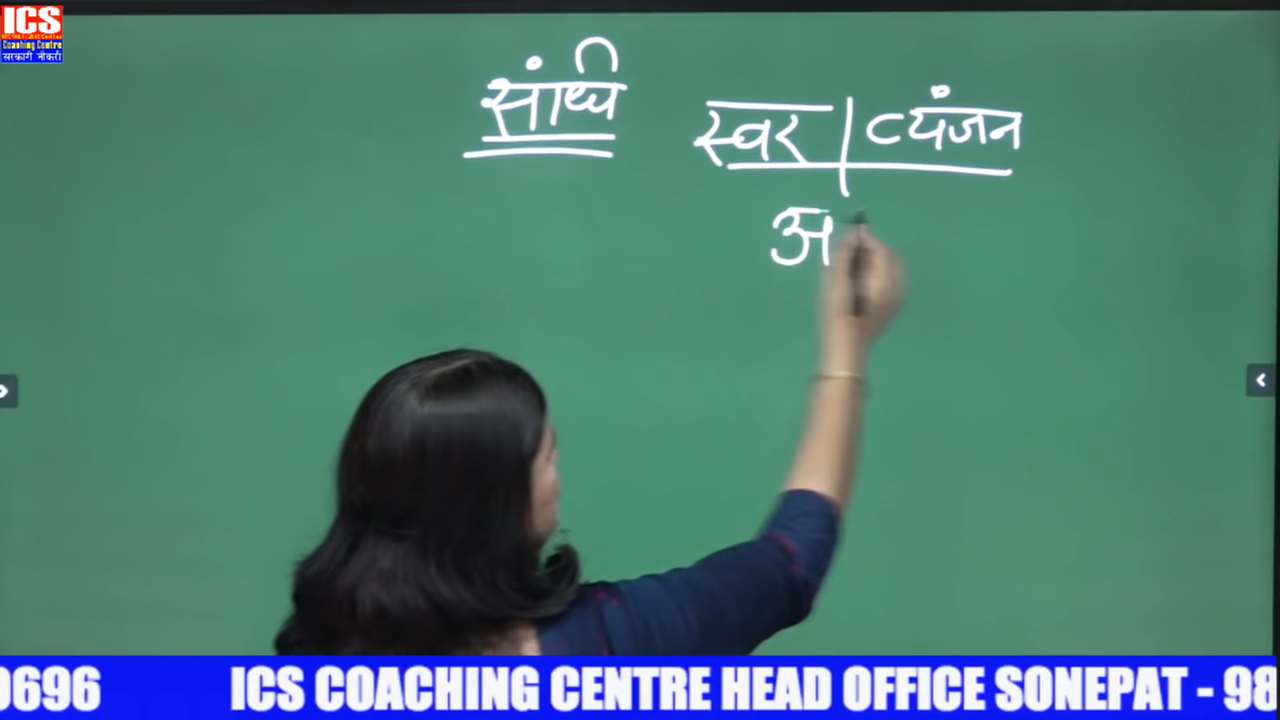 ICS
Coaching Centre
सरकारी नौकरी
संधि
स्वर | व्यंजन
अ
0696 ICS COACHING CENTRE HEAD OFFICE SONEPAT - 98